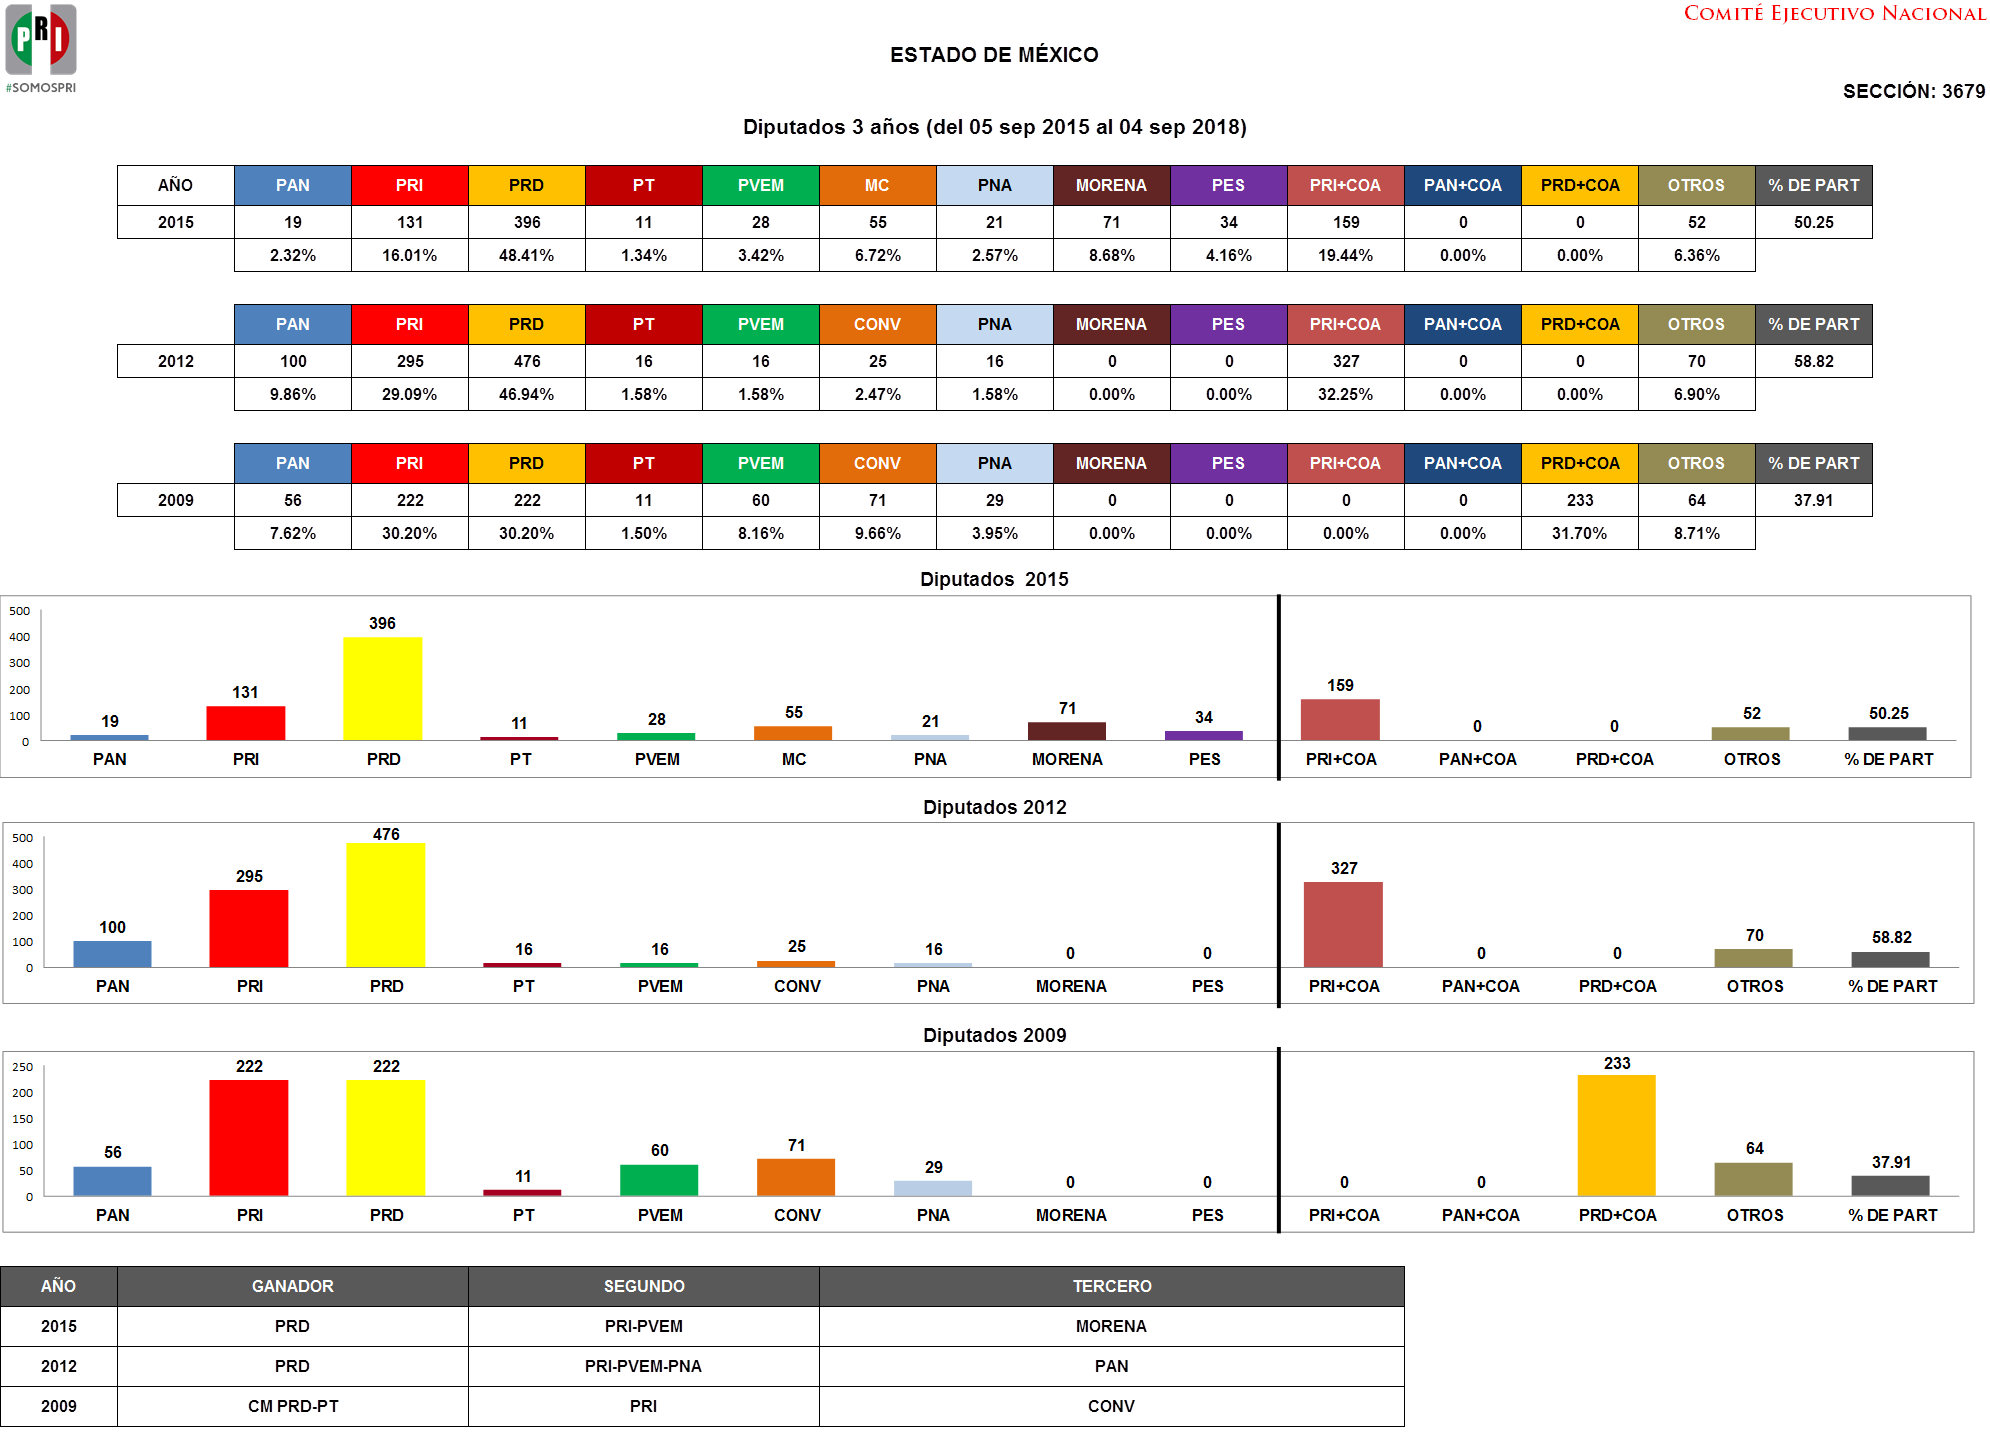 PRI
#SOMOSPRI
COMITÉ EJECUTIVO NACIONAL
ESTADO DE MÉXICO
SECCIÓN: 3679
Diputados 3 años (del 05 sep 2015 al 04 sep 2018)
AÑO PAN PRI PRD PT PVEM MC PNA MORENA PES PRI+COA PAN+COA PRD+COA OTROS % DE PART
2015 19 131 396 11 28 55 21 71 34 159 0 0 52 50.25
2.32% 16.01% 48.41% 1.34% 3.42% 6.72% 2.57% 8.68% 4.16% 19.44% 0.00% 0.00% 6.36%
PAN PRI PRD PT PVEM CONV PNA MORENA PES PRI+COA PAN+COA PRD+COA OTROS % DE PART
2012 100 295 476 16 16 25 16 0 0 327 0 0 70 58.82
9.86% 29.09% 46.94% 1.58% 1.58% 2.47% 1.58% 0.00% 0.00% 32.25% 0.00% 0.00% 6.90%
PAN PRI PRD PT PVEM CONV PNA MORENA PES PRI+COA PAN+COA PRD+COA OTROS % DE PART
2009 56 222 222 11 60 71 29 0 0 0 0 233 64 37.91
7.62% 30.20% 30.20% 1.50% 8.16% 9.66% 3.95% 0.00% 0.00% 0.00% 0.00% 31.70% 8.71%
Diputados 2015
500
400
300
200
100
0
19 131 396 11 28 55 21 71 34 159 0 0 52 50.25
PAN PRI PRD PT PVEM MC PNA MORENA PES PRI+COA PAN+COA PRD+COA OTROS % DE PART
Diputados 2012
500
400
300
200
100
0
100 295 476 16 16 25 16 0 0 327 0 0 70 58.82
PAN PRI PRD PT PVEM CONV PNA MORENA PES PRI+COA PAN+COA PRD+COA OTROS % DE PART
Diputados 2009
250
200
150
100
50
0
56 222 222 11 60 71 29 0 0 0 0 233 64 37.91
PAN PRI PRD PT PVEM CONV PNA MORENA PES PRI+COA PAN+COA PRD+COA OTROS % DE PART
AÑO GANADOR SEGUNDO TERCERO
2015 PRD PRI-PVEM MORENA
2012 PRD PRI-PVEM-PNA PAN
2009 CM PRD-PT PRI CONV